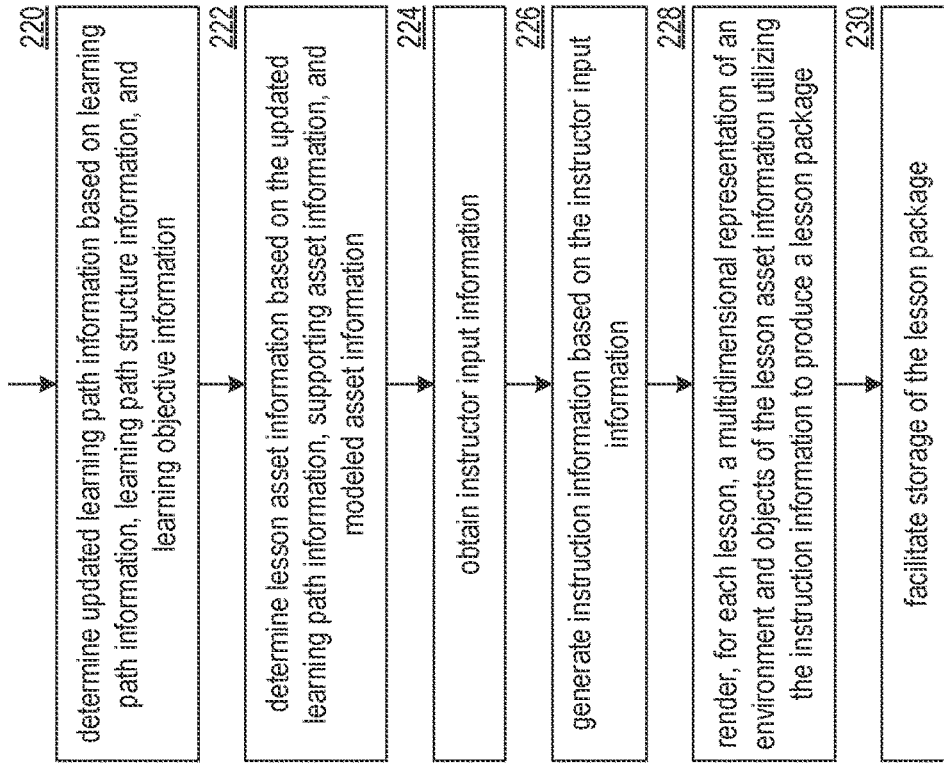 220
determine updated learning path information based on learning
path information, learning path structure information, and
learning objective information
222
determine lesson asset information based on the updated
learning path information, supporting asset information, and
modeled asset information
224
obtain instructor input information
226
generate instruction information based on the instructor input
information
228
render, for each lesson, a multidimensional representation of an
environment and objects of the lesson asset information utilizing
the instruction information to produce a lesson package
230
facilitate storage of the lesson package